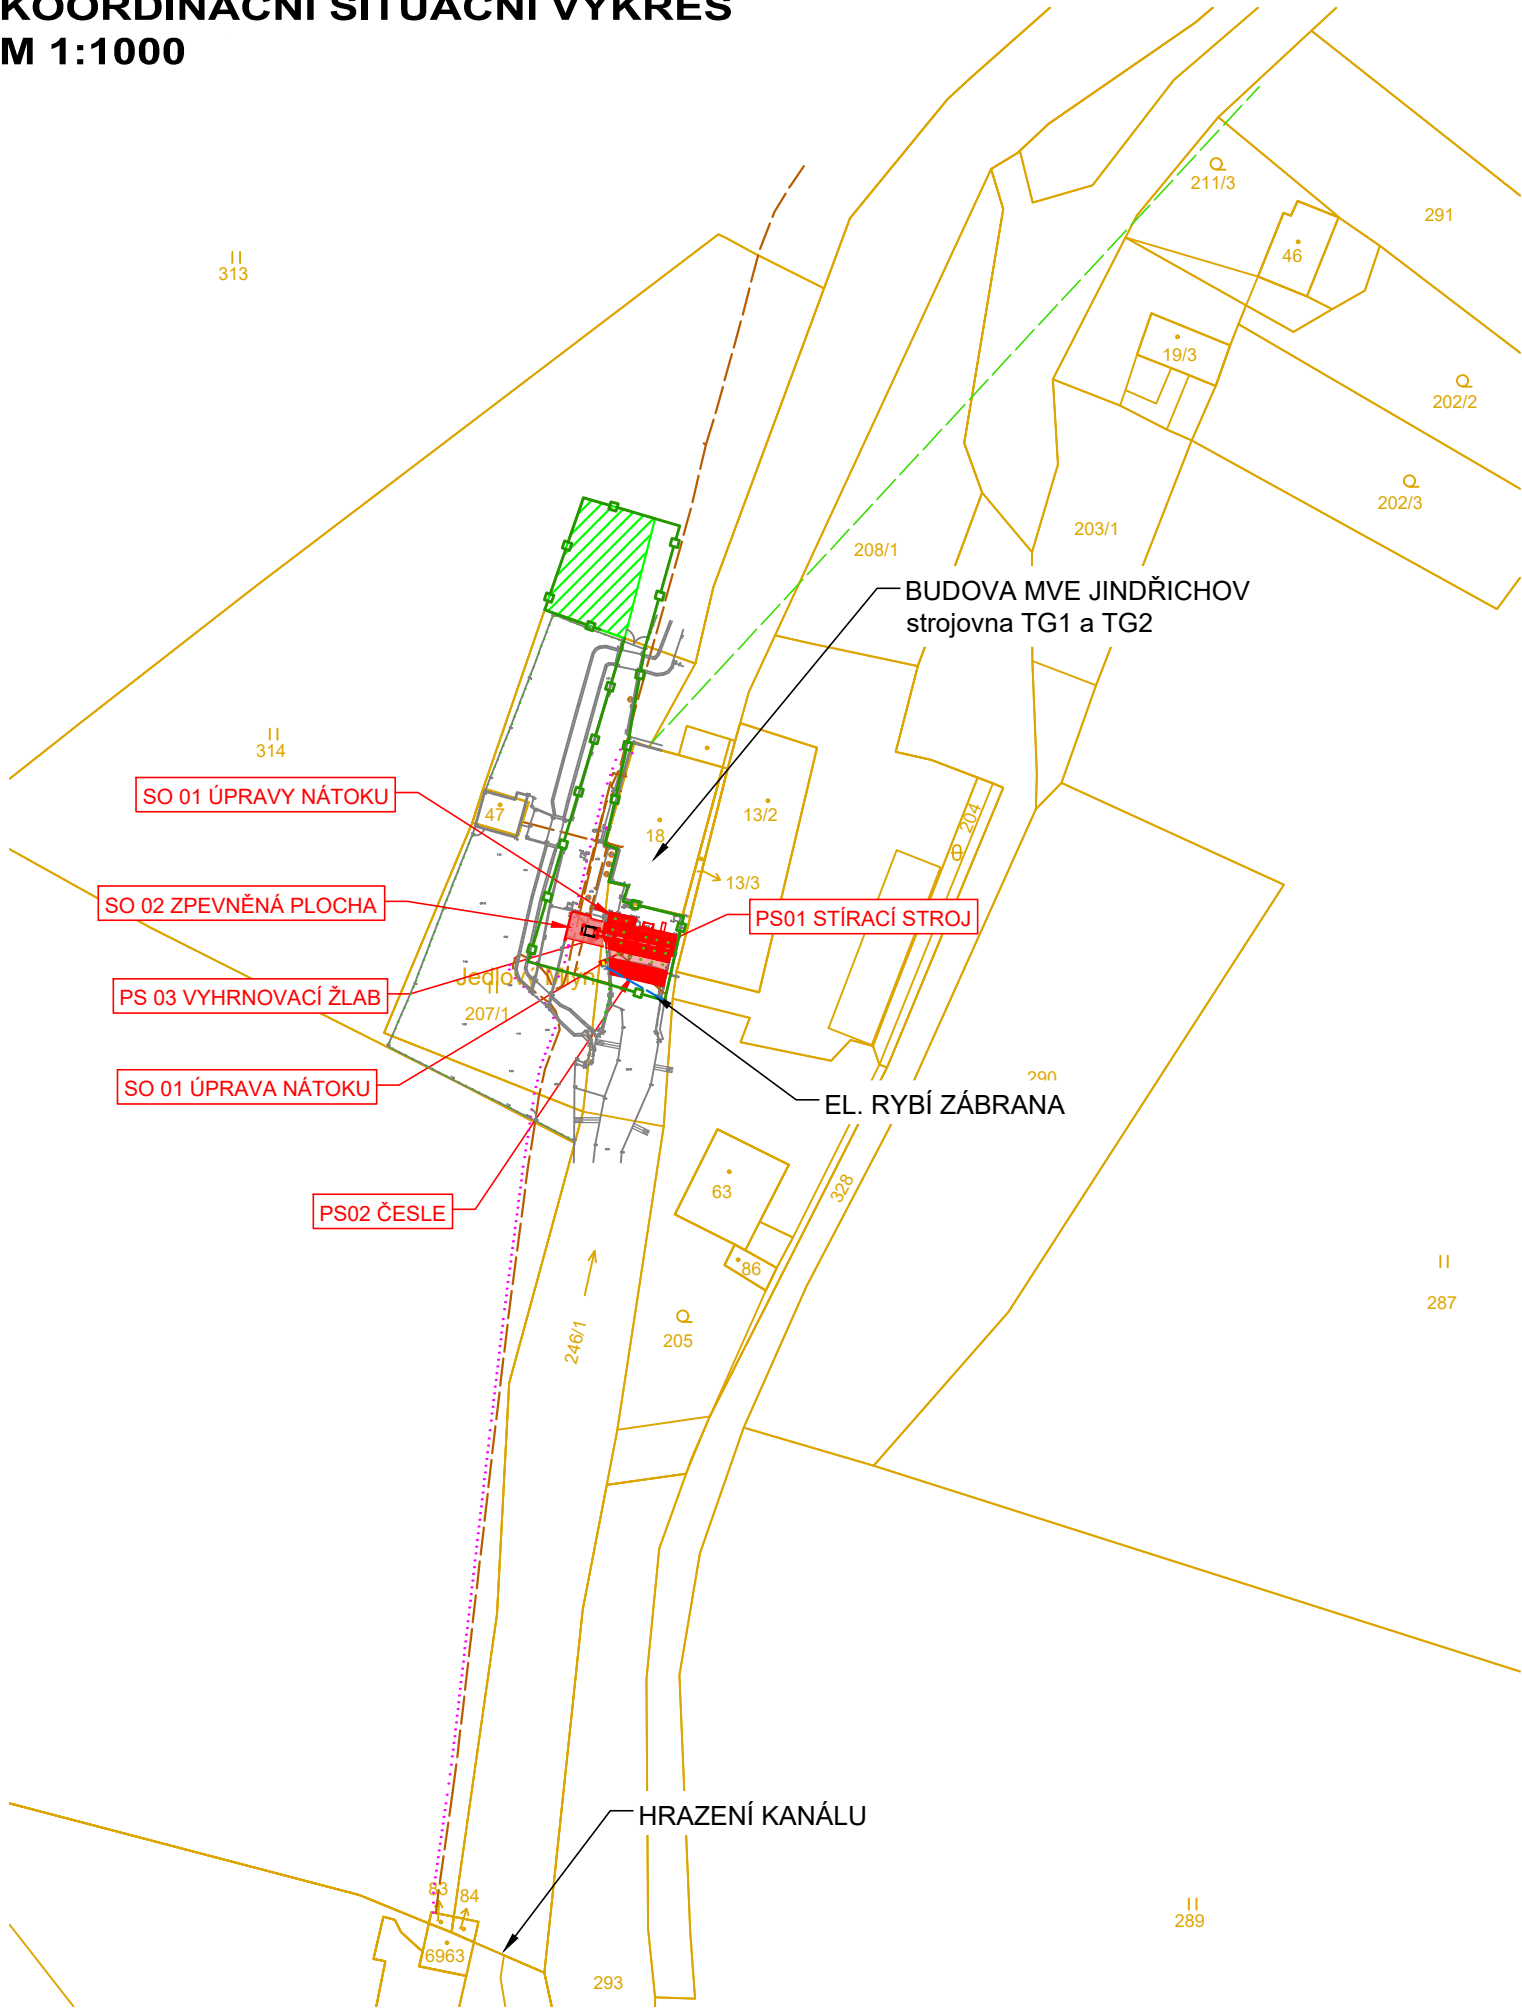 KOORDINAČNÍ SITUAČNÍ VÝKRES
M 1:1000
211/3
291
313
46
19/3
202/2
202/3
203/1
208/1
BUDOVA MVE JINDŘICHOV
strojovna TG1 a TG2
314
SO 01 ÚPRAVY NÁTOKU
47
18
13/2
204
13/3
SO 02 ZPEVNĚNÁ PLOCHA
PS01 STÍRACÍ STROJ
PS 03 VYHRNOVACÍ ŽLAB
207/1
SO 01 ÚPRAVA NÁTOKU
290
EL. RYBÍ ZÁBRANA
63
328
PS02 ČESLE
86
287
246/1
205
HRAZENÍ KANÁLU
83
84
289
6963
293